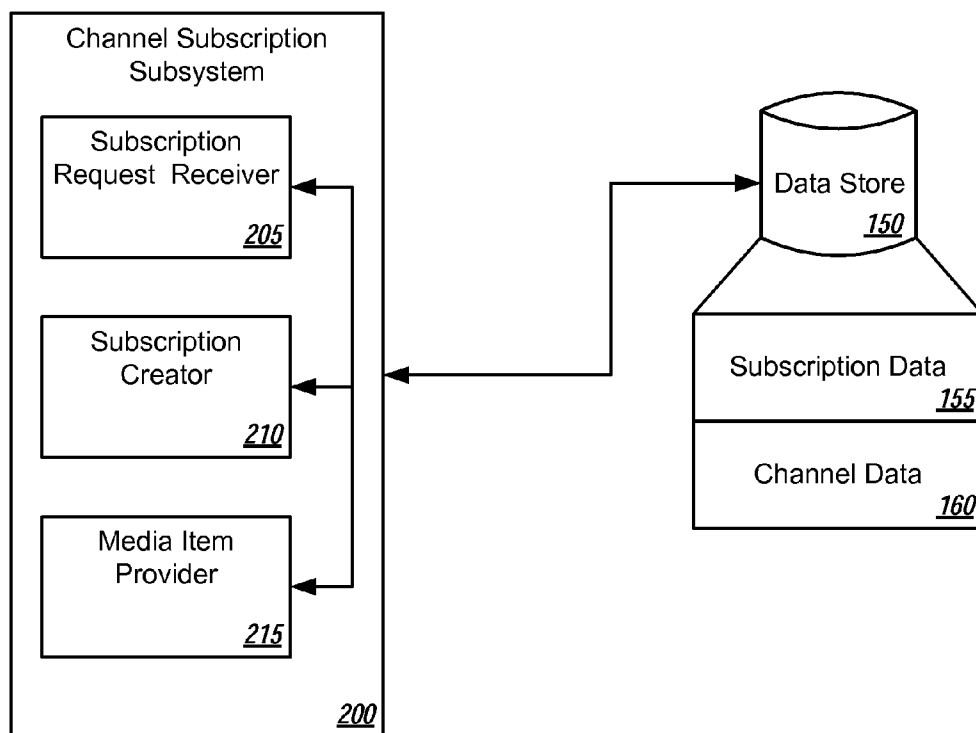 Channel Subscription
Subsystem
Subscription
Request Receiver
205
Subscription
Creator
210
Media Item
Provider
215
200
Data Store
150
Subscription Data
155
Channel Data
160